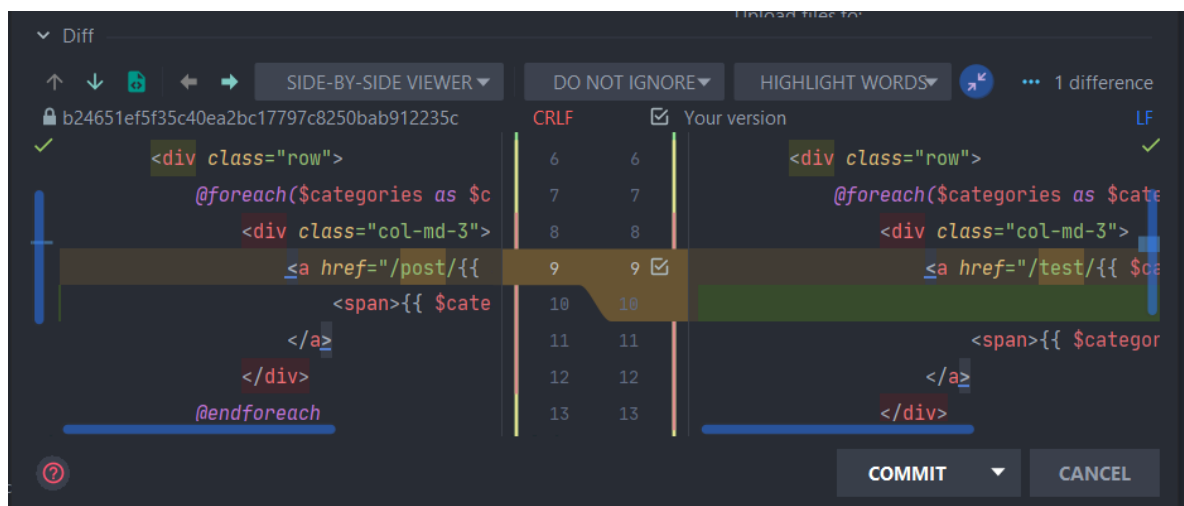 Upload files to:
Diff
SIDE-BY-SIDE VIEWER DO NOT IGNORE HIGHLIGHT WORDS 1 difference
b24651ef5f35c40ea2bc17797c8250bab912235c CRLF Your version LF
<div class="row"> 6 6 <div class="row">
@foreach($categories as $c 7 7 @foreach($categories as $cate
<div class="col-md-3"> 8 8 <div class="col-md-3">
<a href="/post/{{ 9 9 <a href="/test/{{ $ca
<span>{{ $cate 10 10
</a> 11 11 <span>{{ $categor
</div> 12 12 </a>
@endforeach 13 13 </div>
? COMMIT CANCEL